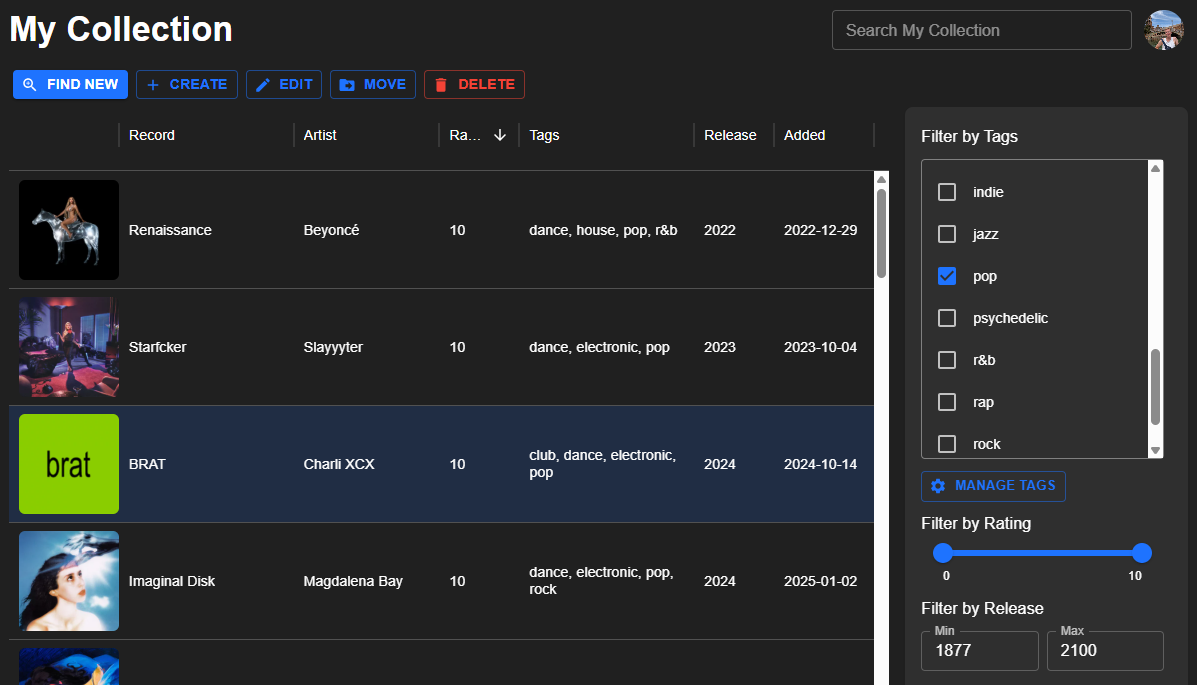 My Collection
Search My Collection
FIND NEW
CREATE
EDIT
MOVE
DELETE
Record Artist Ra... Tags Release Added
Renaissance Beyoncé 10 dance, house, pop, r&b 2022 2022-12-29
Starfcker Slayyyter 10 dance, electronic, pop 2023 2023-10-04
brat
BRAT Charli XCX 10 club, dance, electronic,
pop 2024 2024-10-14
Imaginal Disk Magdalena Bay 10 dance, electronic, pop,
rock 2024 2025-01-02
Filter by Tags
indie
jazz
pop
psychedelic
r&b
rap
rock
MANAGE TAGS
Filter by Rating
0 10
Filter by Release
Min Max
1877 2100